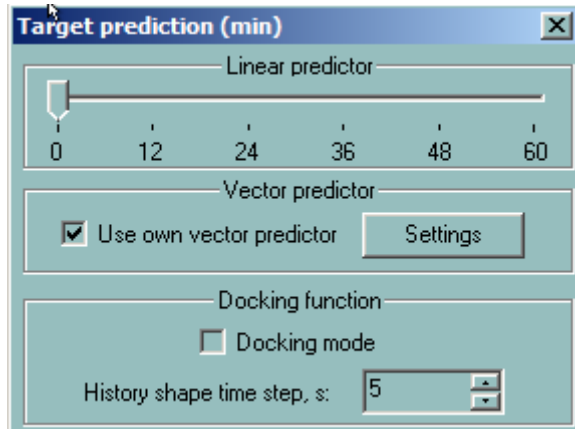 Target prediction (min)
Linear predictor
0 12 24 36 48 60
Vector predictor
Use own vector predictor Settings
Docking function
Docking mode
History shape time step, s: 5